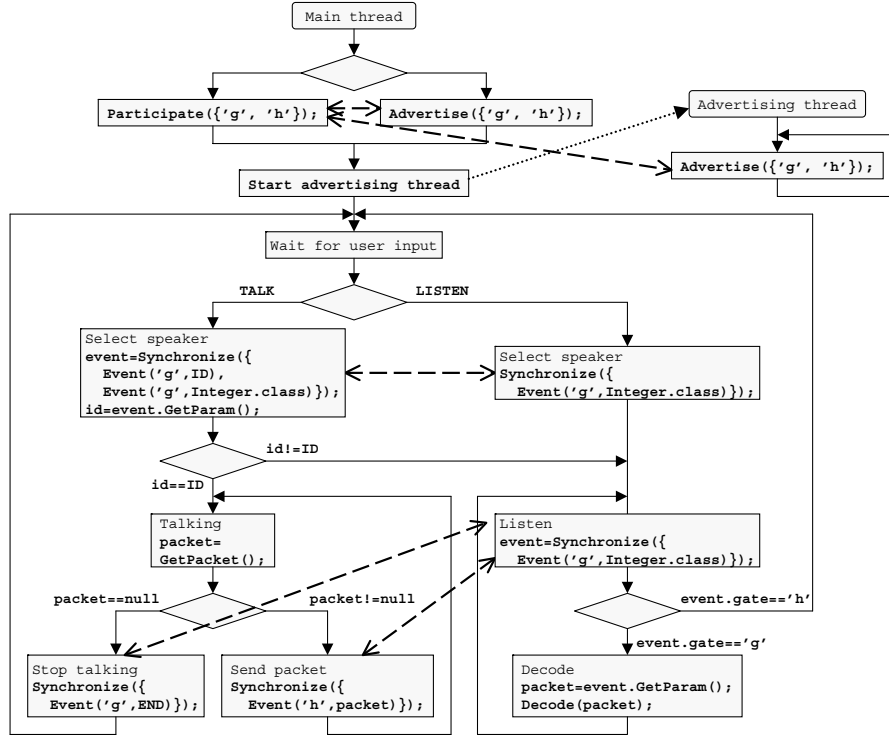 Main thread
Participate({'g', 'h'});
Advertise({'g', 'h'});
Advertising thread
Advertise({'g', 'h'});
Start advertising thread
Wait for user input
TALK
LISTEN
Select speaker
event=Synchronize({
Event('g',ID),
Event('g',Integer.class)});
id=event.GetParam();
Select speaker
Synchronize({
Event('g',Integer.class)});
id!=ID
id==ID
Talking
packet=
GetPacket();
Listen
event=Synchronize({
Event('g',Integer.class)});
packet==null
packet!=null
event.gate=='h'
event.gate=='g'
Stop talking
Synchronize({
Event('g',END)});
Send packet
Synchronize({
Event('h',packet)});
Decode
packet=event.GetParam();
Decode(packet);